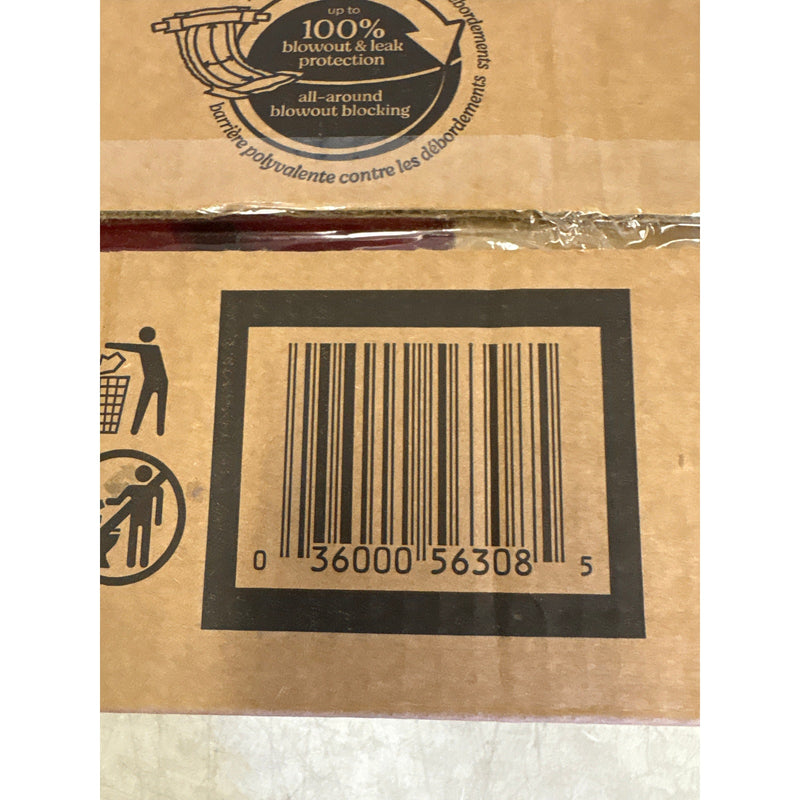 up to
100%
blowout & leak
protection
all-around
blowout blocking
barrière polyvalente contre les débordements
0 36000 56308 5